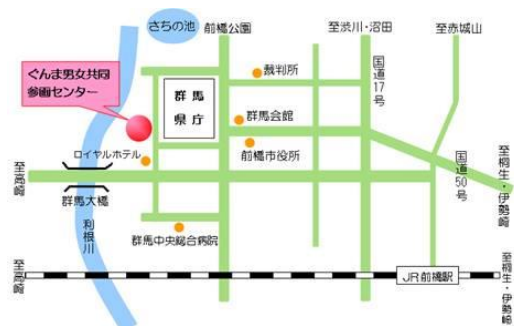 さちの池
前橋公園
至渋川・沼田
至赤城山
ぐんま男女共同
参画センター
裁判所
国道17号
群馬
県庁
群馬会館
前橋市役所
ロイヤルホテル
国道50号
至桐生・伊勢崎
至高崎
群馬大橋
利根川
群馬中央総合病院
至高崎
JR前橋駅
至桐生・伊勢崎